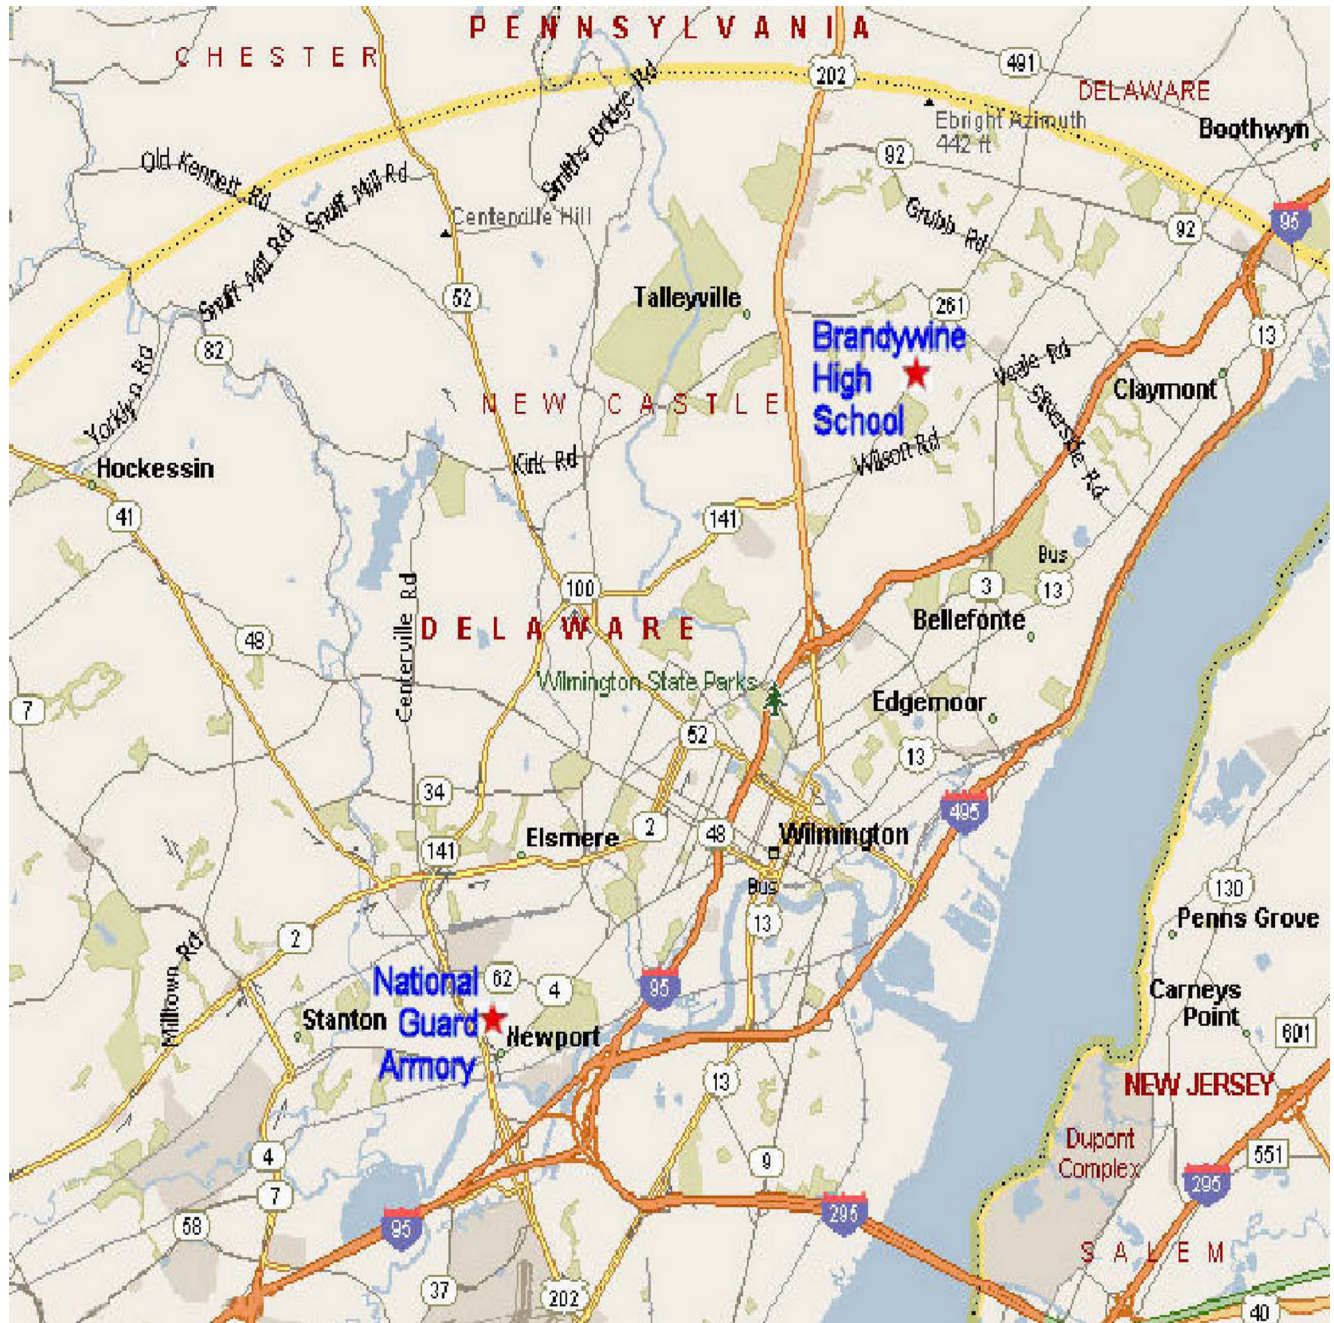 PENNSYLVANIA
CHESTER
202
491
DELAWARE
Ebright Azimuth
442 ft
Boothwyn
Smiths Bridge Rd
Old Kennett Rd
Snuff Mill Rd
Snuff Mill Rd
Centerville Hill
92
Grubb Rd
92
95
52
Talleyville
261
13
82
Brandywine
High
School
Veale Rd
Silverside Rd
Claymont
Yorklyn Rd
NEW CASTLE
Kirk Rd
Wilson Rd
Hockessin
41
141
Bus
13
3
100
Bellefonte
DELAWARE
48
Centerville Rd
Wilmington State Parks
Edgemoor
7
52
13
34
2
48
495
Elsmere
Wilmington
141
Bus
13
130
Penns Grove
2
Milltown Rd
National
Guard
Armory
62
4
95
Carneys
Point
Stanton
Newport
601
13
NEW JERSEY
Dupont
Complex
4
9
551
7
295
58
95
295
SALEM
37
202
40